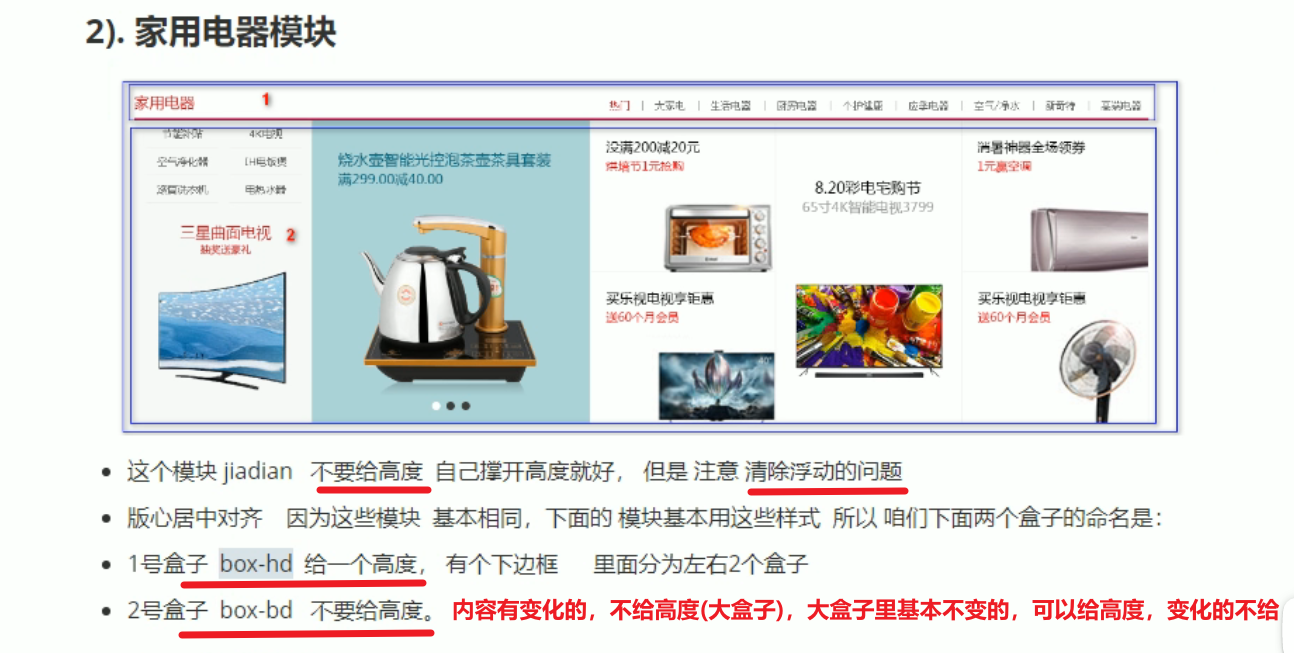 2). 家用电器模块
家用电器 1
热门 | 大家电 | 生活电器 | 厨房电器 | 个护健康 | 应季电器 | 空气/净水 | 新奇特 | 高端电器
节能补贴 4K电视
空气净化器 IH电饭煲
滚筒洗衣机 电热水器
三星曲面电视 2
抽奖送豪礼
烧水壶智能光控泡茶壶茶具套装
满299.00减40.00
没满200减20元
烘焙节1元抢购
买乐视电视享钜惠
送60个月会员
8.20彩电宅购节
65寸4K智能电视3799
消暑神器全场领券
1元赢空调
买乐视电视享钜惠
送60个月会员
这个模块 jiadian 不要给高度 自己撑开高度就好， 但是 注意 清除浮动的问题
版心居中对齐 因为这些模块 基本相同，下面的 模块基本用这些样式 所以 咱们下面两个盒子的命名是：
1号盒子 box-hd 给一个高度， 有个下边框 里面分为左右2个盒子
2号盒子 box-bd 不要给高度。 内容有变化的，不给高度(大盒子)，大盒子里基本不变的，可以给高度，变化的不给